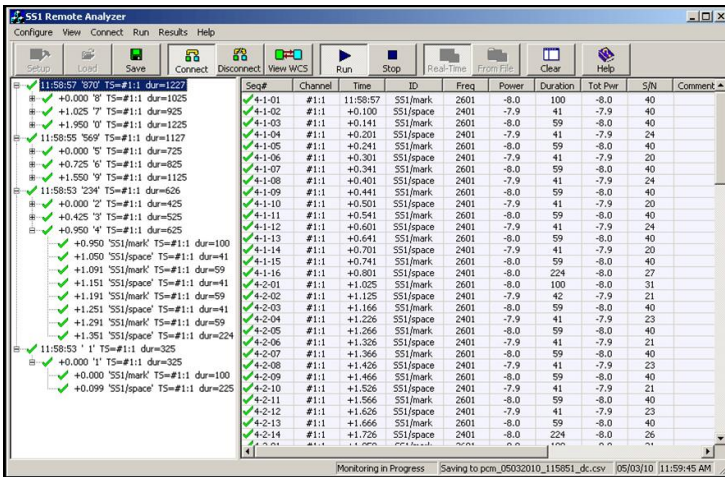 SS1 Remote Analyzer
Configure View Connect Run Results Help
Setup Load Save Connect Disconnect View WCS Run Stop Real-Time From File Clear Help
11:58:57 '870' TS=#1:1 dur=1227
+0.000 '8' TS=#1:1 dur=1025
+1.025 '7' TS=#1:1 dur=925
+1.950 '0' TS=#1:1 dur=1225
11:58:55 '569' TS=#1:1 dur=1127
+0.000 '5' TS=#1:1 dur=725
+0.725 '6' TS=#1:1 dur=825
+1.550 '9' TS=#1:1 dur=1125
11:58:53 '234' TS=#1:1 dur=626
+0.000 '2' TS=#1:1 dur=425
+0.425 '3' TS=#1:1 dur=525
+0.950 '4' TS=#1:1 dur=625
+0.950 'SS1/mark' TS=#1:1 dur=100
+1.050 'SS1/space' TS=#1:1 dur=41
+1.091 'SS1/mark' TS=#1:1 dur=59
+1.151 'SS1/space' TS=#1:1 dur=41
+1.191 'SS1/mark' TS=#1:1 dur=59
+1.251 'SS1/space' TS=#1:1 dur=41
+1.291 'SS1/mark' TS=#1:1 dur=59
+1.351 'SS1/space' TS=#1:1 dur=224
11:58:53 ' 1' TS=#1:1 dur=325
+0.000 '1' TS=#1:1 dur=325
+0.000 'SS1/mark' TS=#1:1 dur=100
+0.099 'SS1/space' TS=#1:1 dur=225
Seq# Channel Time ID Freq Power Duration Tot Pwr S/N Comment
4-1-01 #1:1 11:58:57 SS1/mark 2601 -8.0 100 -8.0 40
4-1-02 #1:1 +0.100 SS1/space 2401 -7.9 41 -7.9 24
4-1-03 #1:1 +0.141 SS1/mark 2601 -8.0 59 -8.0 40
4-1-04 #1:1 +0.201 SS1/space 2401 -7.9 41 -7.9 24
4-1-05 #1:1 +0.241 SS1/mark 2601 -8.0 59 -8.0 40
4-1-06 #1:1 +0.301 SS1/space 2401 -7.9 41 -7.9 20
4-1-07 #1:1 +0.341 SS1/mark 2601 -8.0 59 -8.0 40
4-1-08 #1:1 +0.401 SS1/space 2401 -7.9 41 -7.9 24
4-1-09 #1:1 +0.441 SS1/mark 2601 -8.0 59 -8.0 40
4-1-10 #1:1 +0.501 SS1/space 2401 -7.9 41 -7.9 20
4-1-11 #1:1 +0.541 SS1/mark 2601 -8.0 59 -8.0 40
4-1-12 #1:1 +0.601 SS1/space 2401 -7.9 41 -7.9 24
4-1-13 #1:1 +0.641 SS1/mark 2601 -8.0 59 -8.0 40
4-1-14 #1:1 +0.701 SS1/space 2401 -7.9 41 -7.9 20
4-1-15 #1:1 +0.741 SS1/mark 2601 -8.0 59 -8.0 40
4-1-16 #1:1 +0.801 SS1/space 2401 -8.0 224 -8.0 27
4-2-01 #1:1 +1.025 SS1/mark 2601 -8.0 100 -8.0 31
4-2-02 #1:1 +1.125 SS1/space 2401 -7.9 42 -7.9 21
4-2-03 #1:1 +1.166 SS1/mark 2601 -8.0 59 -8.0 40
4-2-04 #1:1 +1.226 SS1/space 2401 -7.9 41 -7.9 23
4-2-05 #1:1 +1.266 SS1/mark 2601 -8.0 59 -8.0 40
4-2-06 #1:1 +1.326 SS1/space 2401 -7.9 41 -7.9 21
4-2-07 #1:1 +1.366 SS1/mark 2601 -8.0 59 -8.0 40
4-2-08 #1:1 +1.426 SS1/space 2401 -7.9 41 -7.9 23
4-2-09 #1:1 +1.466 SS1/mark 2601 -8.0 59 -8.0 40
4-2-10 #1:1 +1.526 SS1/space 2401 -7.9 41 -7.9 21
4-2-11 #1:1 +1.566 SS1/mark 2601 -8.0 59 -8.0 40
4-2-12 #1:1 +1.626 SS1/space 2401 -7.9 41 -7.9 23
4-2-13 #1:1 +1.666 SS1/mark 2601 -8.0 59 -8.0 40
4-2-14 #1:1 +1.726 SS1/space 2401 -8.0 224 -8.0 26
Monitoring in Progress Saving to pcm_05032010_115851_dc.csv 05/03/10 11:59:45 AM